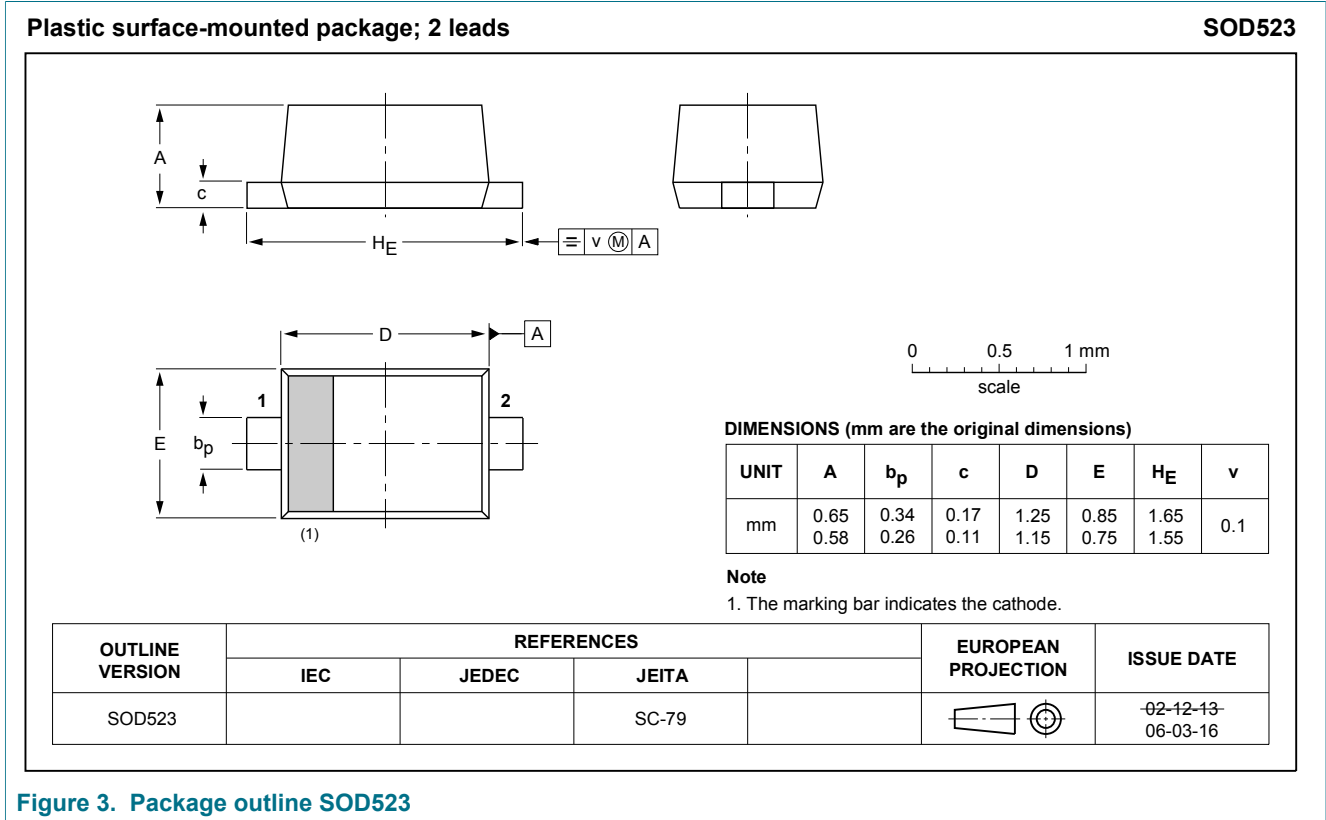 Plastic surface-mounted package; 2 leads SOD523
A
c
HE
v Ⓜ A
D
A
1
2
E
bp
(1)
0 0.5 1 mm
scale
DIMENSIONS (mm are the original dimensions)
UNIT A bp c D E HE v
mm 0.65 0.34 0.17 1.25 0.85 1.65 0.1
0.58 0.26 0.11 1.15 0.75 1.55
Note
1. The marking bar indicates the cathode.
OUTLINE VERSION REFERENCES EUROPEAN PROJECTION ISSUE DATE
IEC JEDEC JEITA
SOD523 SC-79 02-12-13
06-03-16
Figure 3. Package outline SOD523